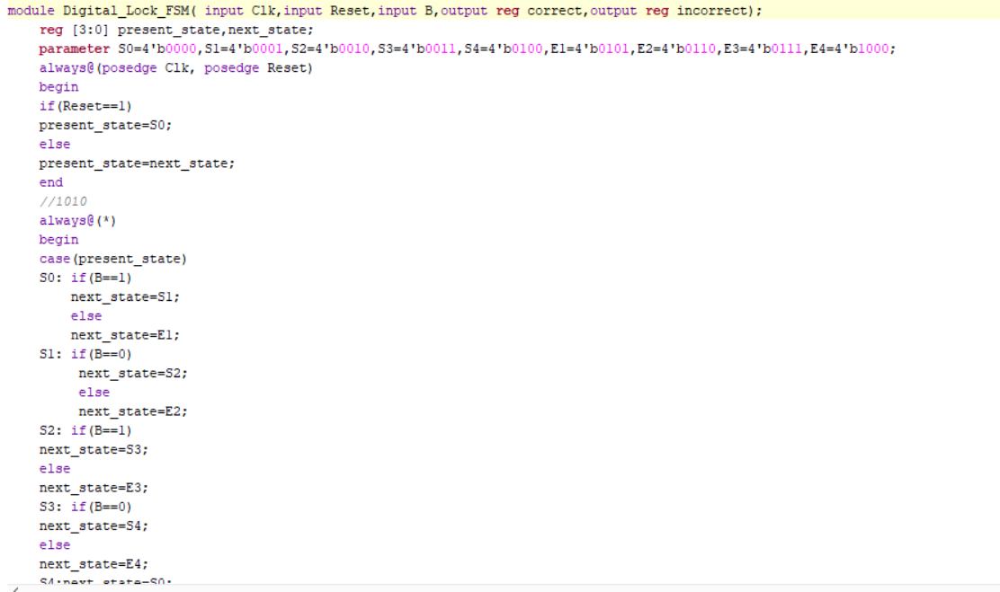 module Digital_Lock_FSM( input Clk,input Reset,input B,output reg correct,output reg incorrect);
reg [3:0] present_state,next_state;
parameter S0=4'b0000,S1=4'b0001,S2=4'b0010,S3=4'b0011,S4=4'b0100,E1=4'b0101,E2=4'b0110,E3=4'b0111,E4=4'b1000;
always@(posedge Clk, posedge Reset)
begin
if(Reset==1)
present_state=S0;
else
present_state=next_state;
end
//1010
always@(*)
begin
case(present_state)
S0: if(B==1)
next_state=S1;
else
next_state=E1;
S1: if(B==0)
next_state=S2;
else
next_state=E2;
S2: if(B==1)
next_state=S3;
else
next_state=E3;
S3: if(B==0)
next_state=S4;
else
next_state=E4;
S4:next_state=S0;